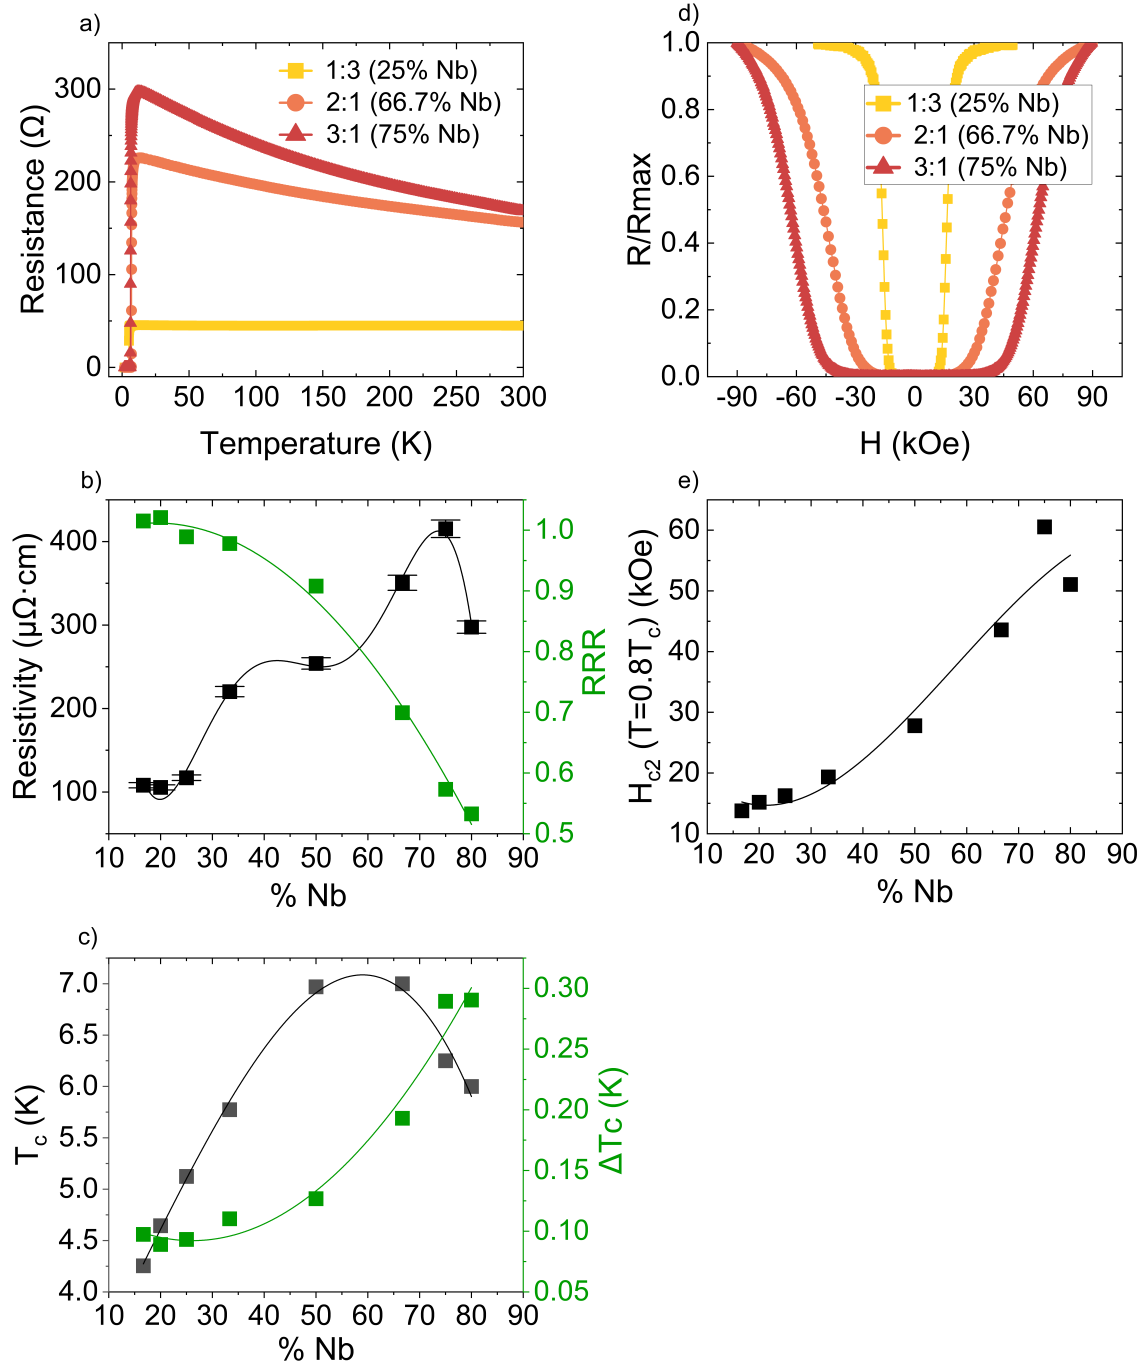 a)
Resistance (Ω)
300
200
100
0
1:3 (25% Nb)
2:1 (66.7% Nb)
3:1 (75% Nb)
0 50 100 150 200 250 300
Temperature (K)
d)
R/Rmax
1.0
0.8
0.6
0.4
0.2
0.0
1:3 (25% Nb)
2:1 (66.7% Nb)
3:1 (75% Nb)
-90 -60 -30 0 30 60 90
H (kOe)
b)
Resistivity (μΩ·cm)
400
300
200
100
1.0
0.9
0.8
0.7
0.6
0.5
RRR
10 20 30 40 50 60 70 80 90
% Nb
e)
Hc2 (T=0.8Tc) (kOe)
60
50
40
30
20
10
10 20 30 40 50 60 70 80 90
% Nb
c)
Tc (K)
7.0
6.5
6.0
5.5
5.0
4.5
4.0
0.30
0.25
0.20
0.15
0.10
0.05
ΔTc (K)
10 20 30 40 50 60 70 80 90
% Nb